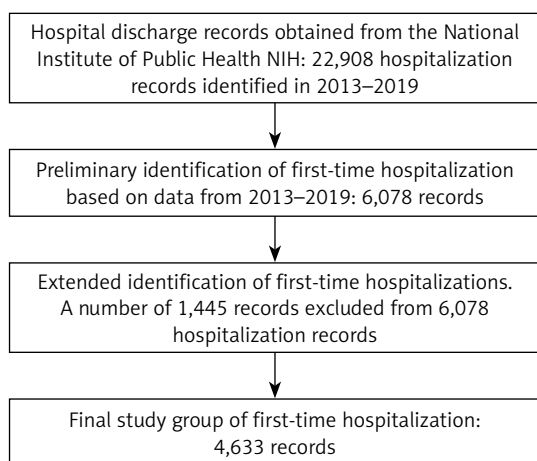 Hospital discharge records obtained from the National
Institute of Public Health NIH: 22,908 hospitalization
records identified in 2013–2019
Preliminary identification of first-time hospitalization
based on data from 2013–2019: 6,078 records
Extended identification of first-time hospitalizations.
A number of 1,445 records excluded from 6,078
hospitalization records
Final study group of first-time hospitalization:
4,633 records